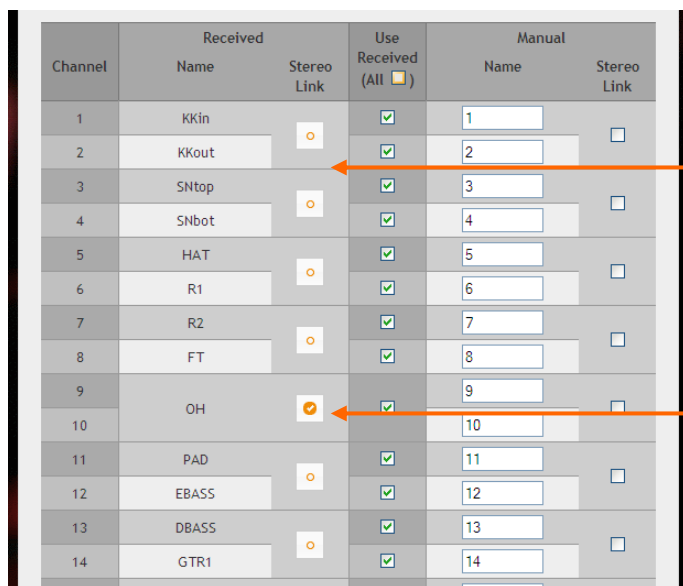 Received Use Manual
Channel Name Stereo Link Received (All ) Name Stereo Link
1 KKin 1
2 KKout 2
3 SNtop 3
4 SNbot 4
5 HAT 5
6 R1 6
7 R2 7
8 FT 8
9 OH 9
10 10
11 PAD 11
12 EBASS 12
13 DBASS 13
14 GTR1 14